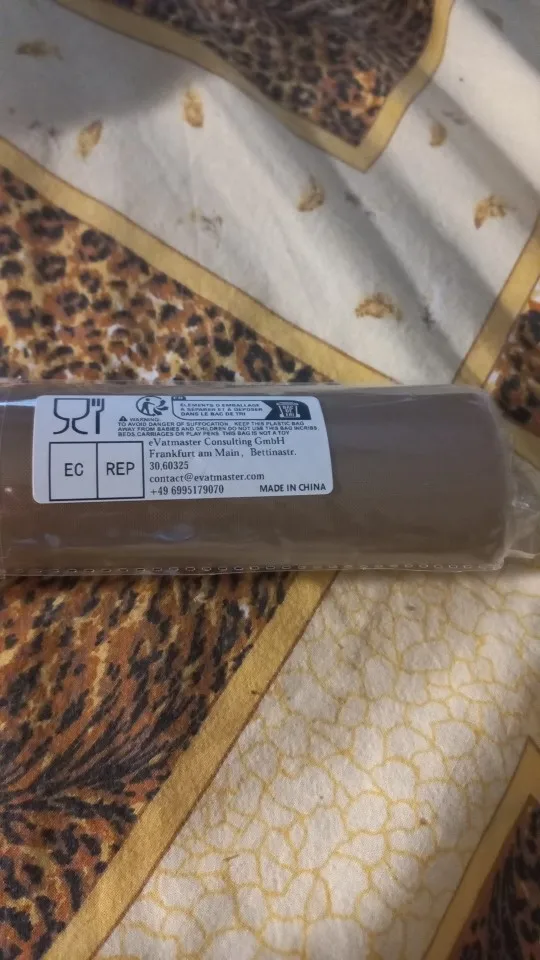 FR
ÉLÉMENTS D'EMBALLAGE
À SÉPARER ET À DÉPOSER
DANS LE BAC DE TRI
WARNING
TO AVOID DANGER OF SUFFOCATION. KEEP THIS PLASTIC BAG
AWAY FROM BABIES AND CHILDREN DO NOT USE THIS BAG INCRIBS.
BEDS, CARRIAGES OR PLAY PENS. THIS BAG IS NOT A TOY
eVatmaster Consulting GmbH
EC REP
Frankfurt am Main, Bettinastr.
30,60325
contact@evatmaster.com
+49 6995179070 MADE IN CHINA